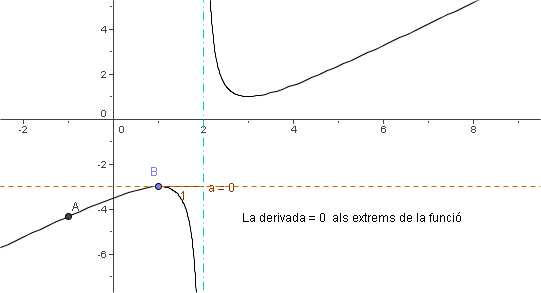 4
2
0
-2 0 2 4 6 8
-2
B
a = 0
1
A
-4
La derivada = 0 als extrems de la funció
-6